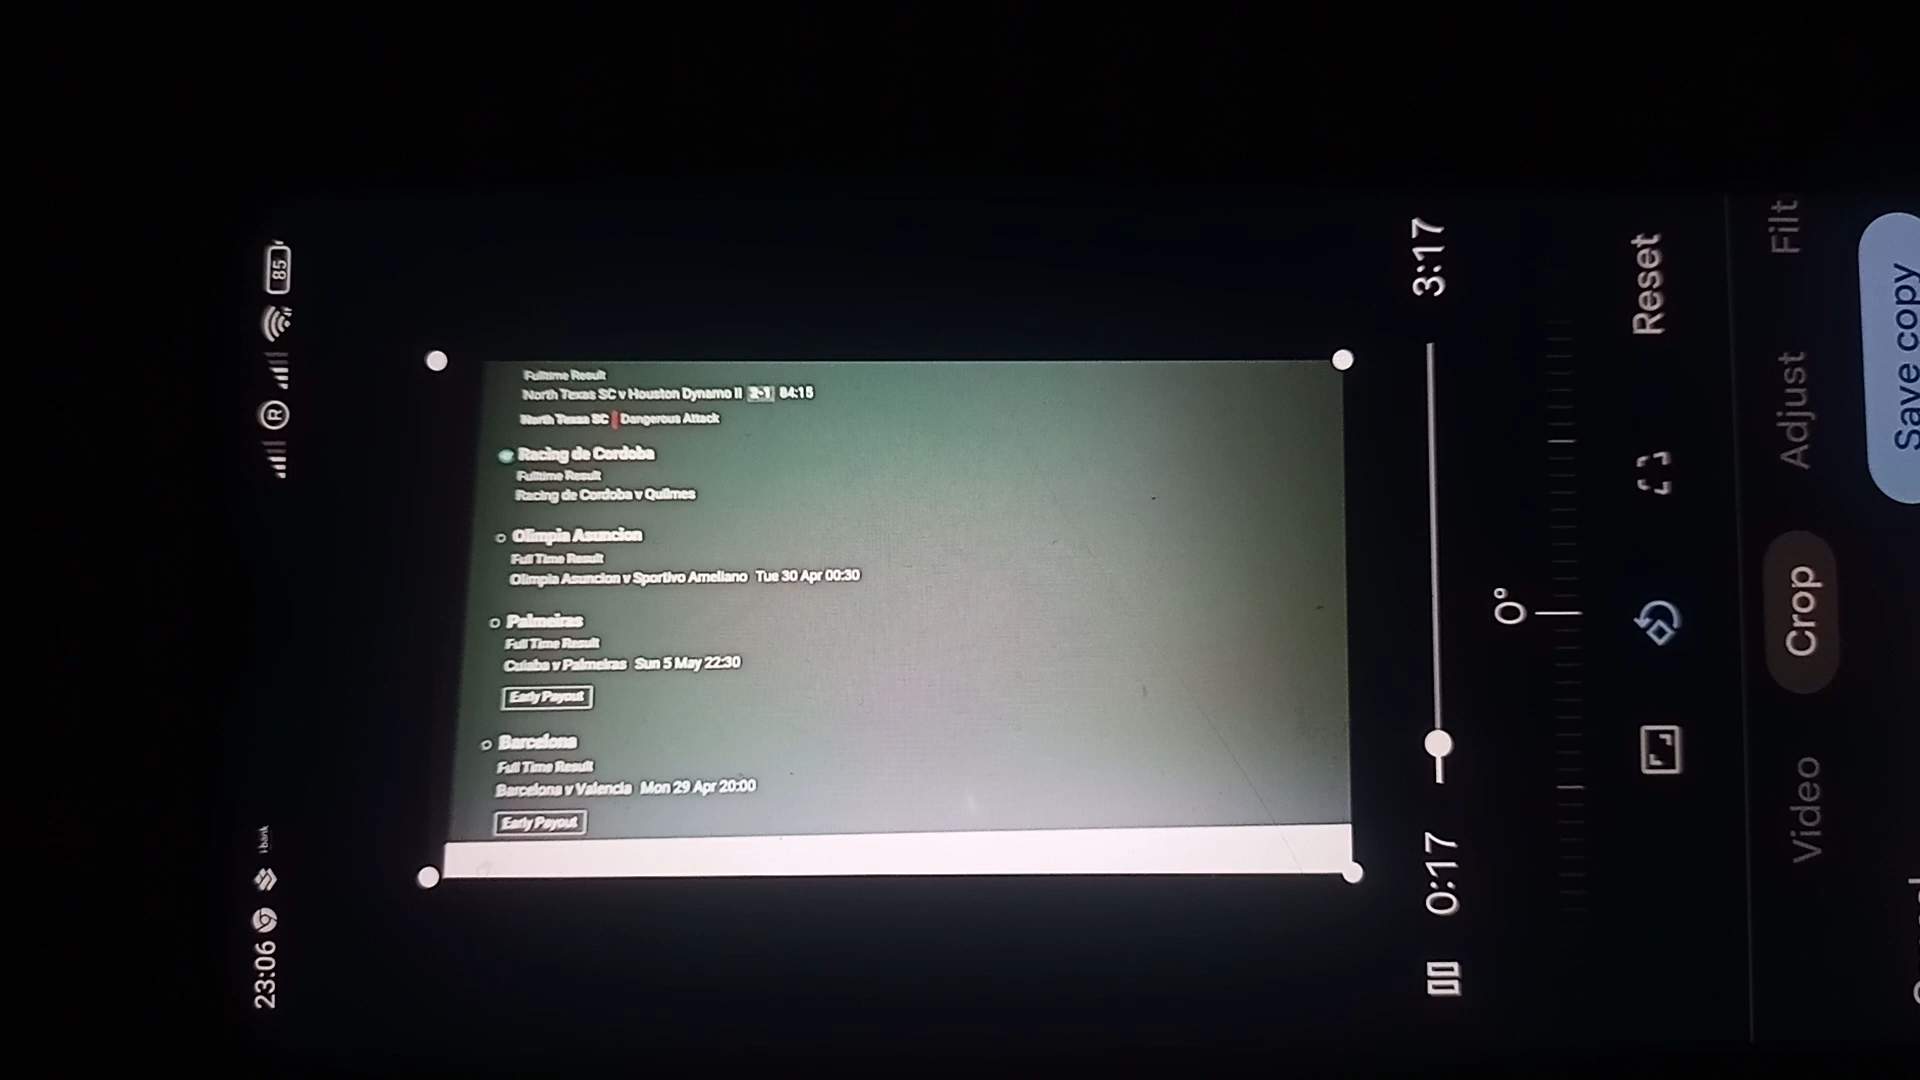 23:06
i-bank
R
85
Fulltime Result
North Texas SC v Houston Dynamo II 2-1 84:15
North Texas SC Dangerous Attack
Racing de Cordoba
Fulltime Result
Racing de Cordoba v Quilmes
Olimpia Asuncion
Full Time Result
Olimpia Asuncion v Sportivo Ameliano Tue 30 Apr 00:30
Palmeiras
Full Time Result
Cuiaba v Palmeiras Sun 5 May 22:30
Early Payout
Barcelona
Full Time Result
Barcelona v Valencia Mon 29 Apr 20:00
Early Payout
0:17 3:17
0°
Reset
Video Crop Adjust Filt
Save copy